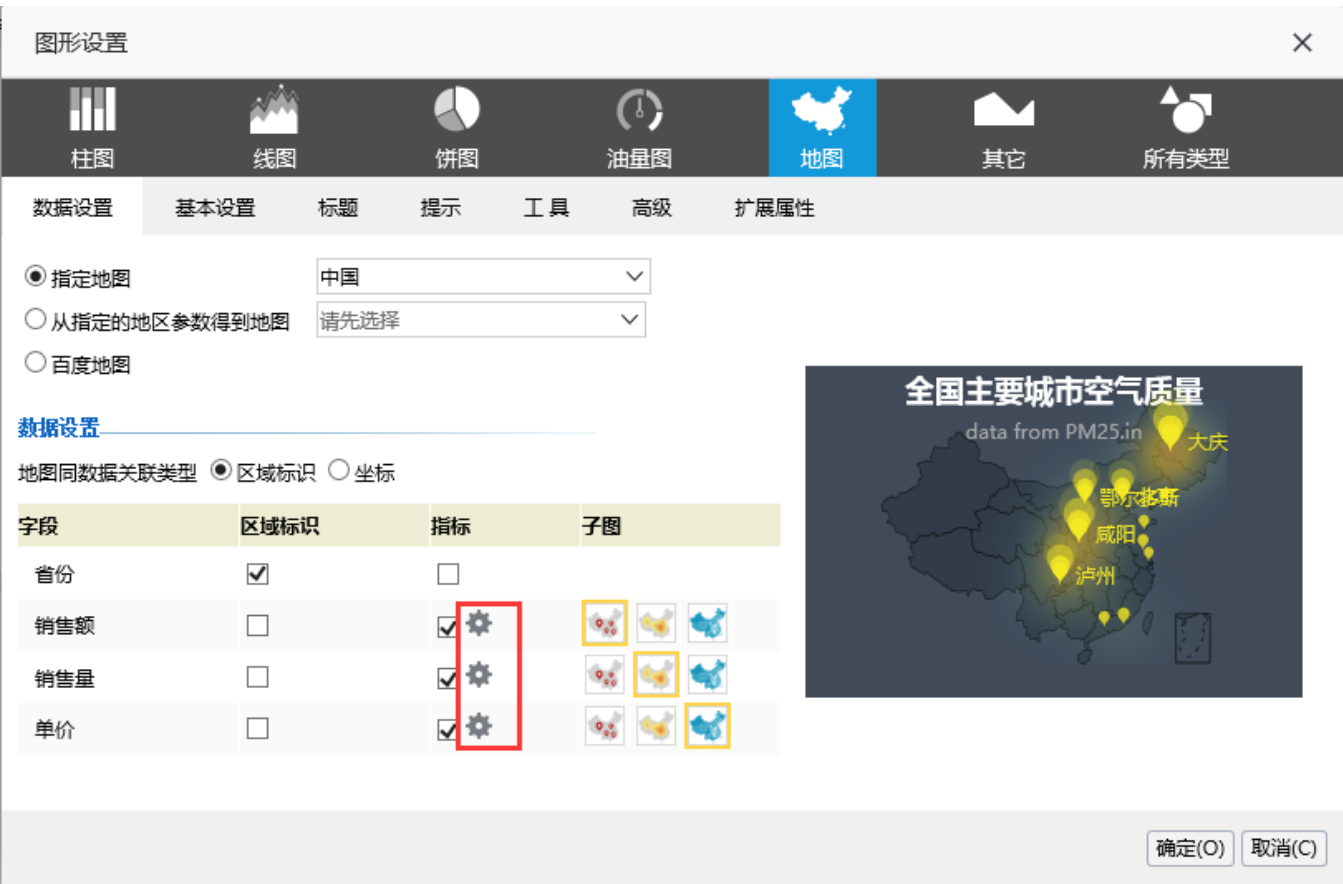 图形设置
柱图 线图 饼图 油量图 地图 其它 所有类型
数据设置 基本设置 标题 提示 工具 高级 扩展属性
指定地图 中国
从指定的地区参数得到地图 请先选择
百度地图
数据设置
地图同数据关联类型 区域标识 坐标
字段 区域标识 指标 子图
省份
销售额
销售量
单价
全国主要城市空气质量
data from PM25.in
大庆
鄂尔多斯
咸阳
泸州
确定(O) 取消(C)